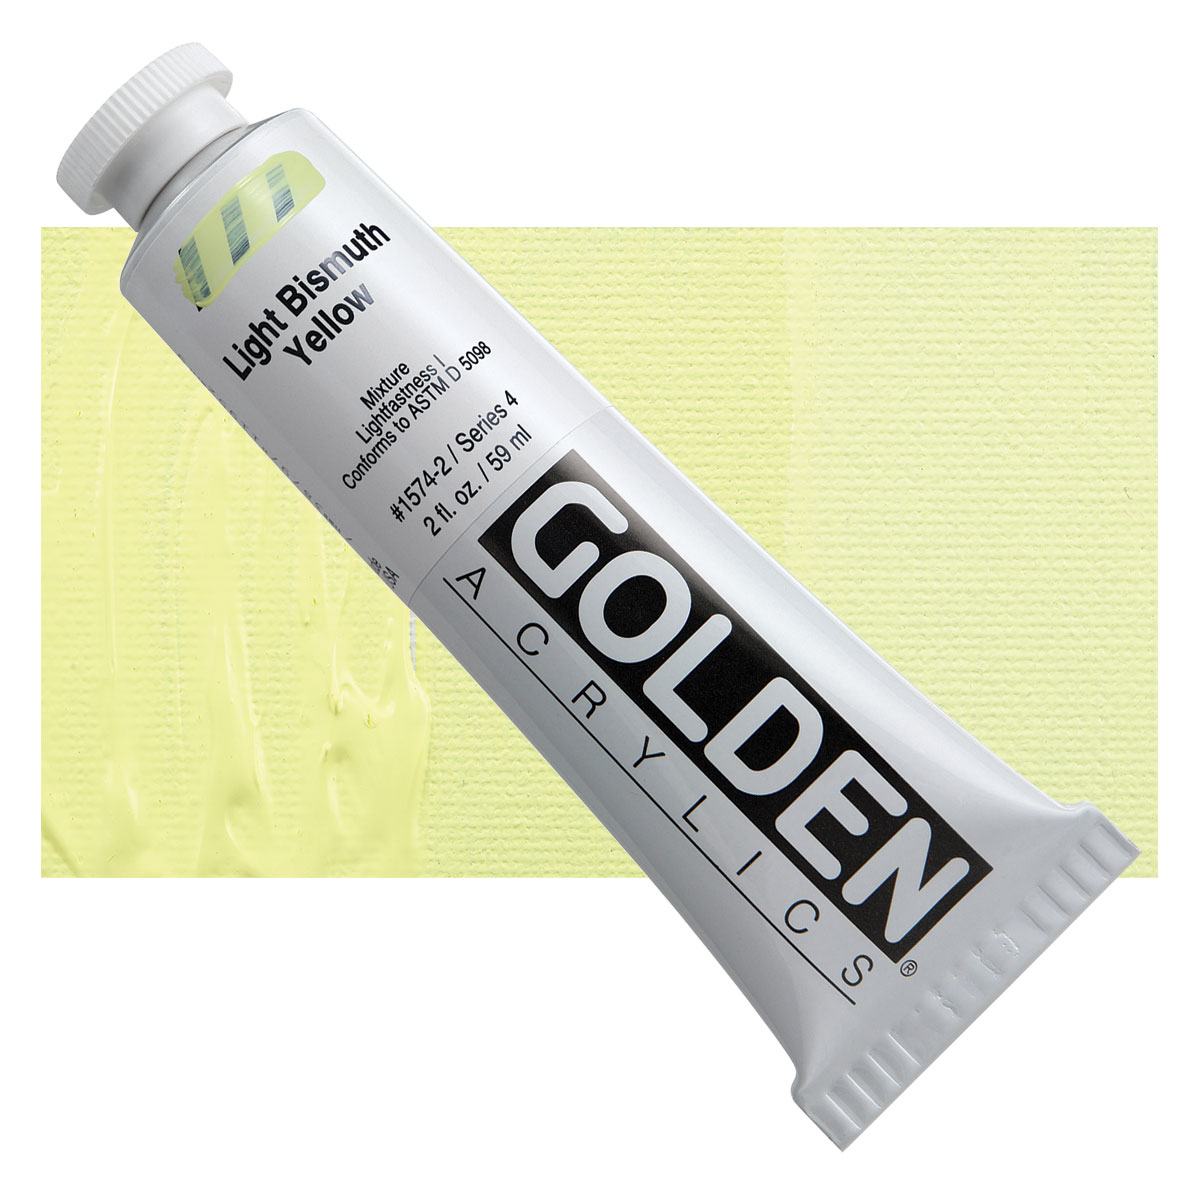 Light Bismuth
Yellow
Mixture
Lightfastness I
Conforms to ASTM D 5098
#1574-2 / Series 4
2 fl. oz. / 59 ml
GOLDEN®
ACRYLICS